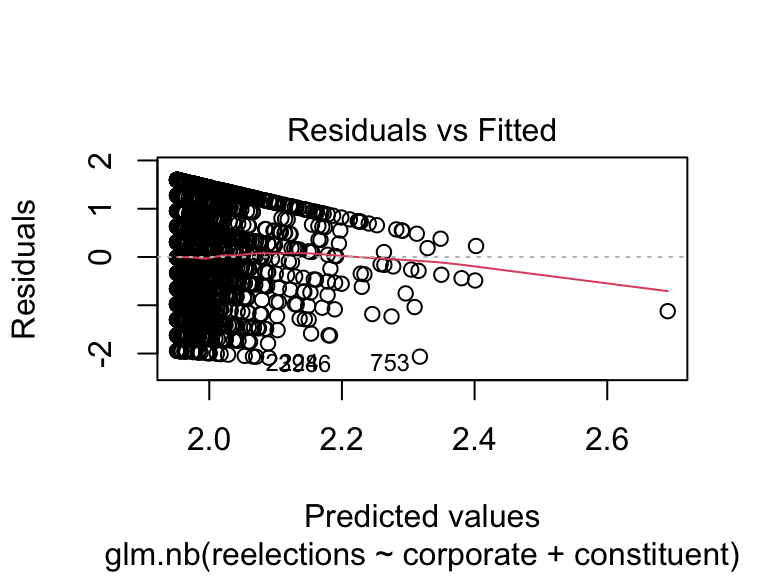 Residuals vs Fitted
Residuals
2
1
0
-2
753
2.0
2.2
2.4
2.6
Predicted values
glm.nb(reelections ~ corporate + constituent)